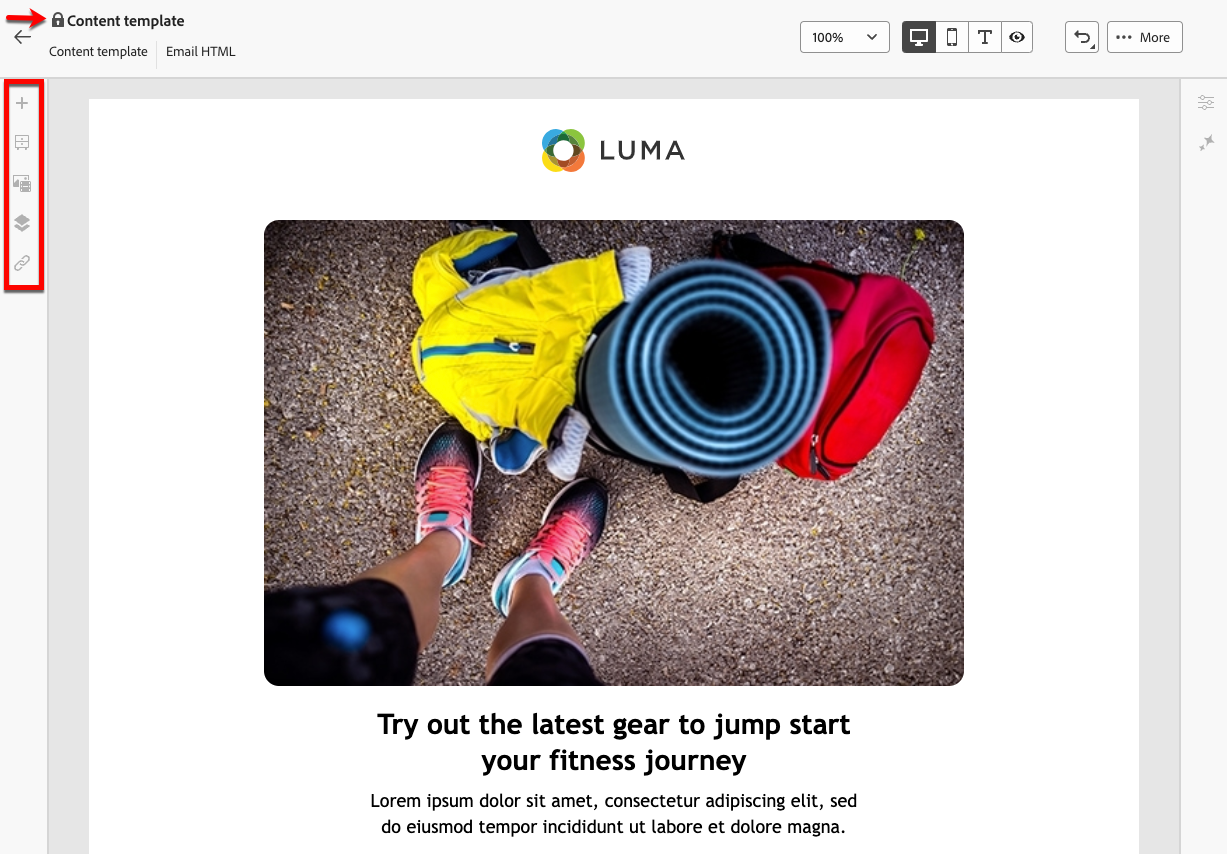 Content template
Content template
Email HTML
100%
T
More
LUMA
Try out the latest gear to jump start
your fitness journey
Lorem ipsum dolor sit amet, consectetur adipiscing elit, sed
do eiusmod tempor incididunt ut labore et dolore magna.